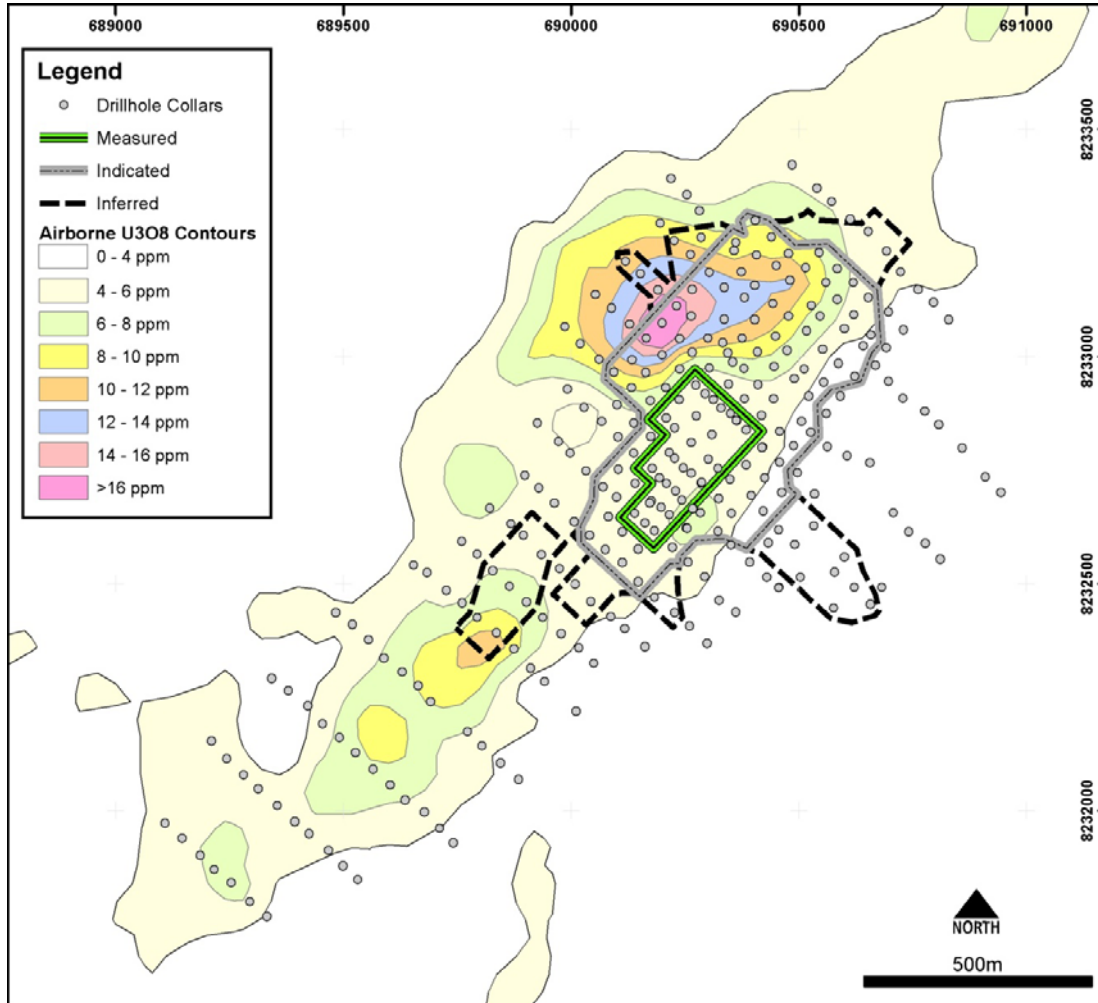 689000 689500 690000 690500 691000
Legend
Drillhole Collars
Measured
Indicated
Inferred
Airborne U3O8 Contours
0 - 4 ppm
4 - 6 ppm
6 - 8 ppm
8 - 10 ppm
10 - 12 ppm
12 - 14 ppm
14 - 16 ppm
>16 ppm
8233500
8233000
8232500
8232000
NORTH
500m